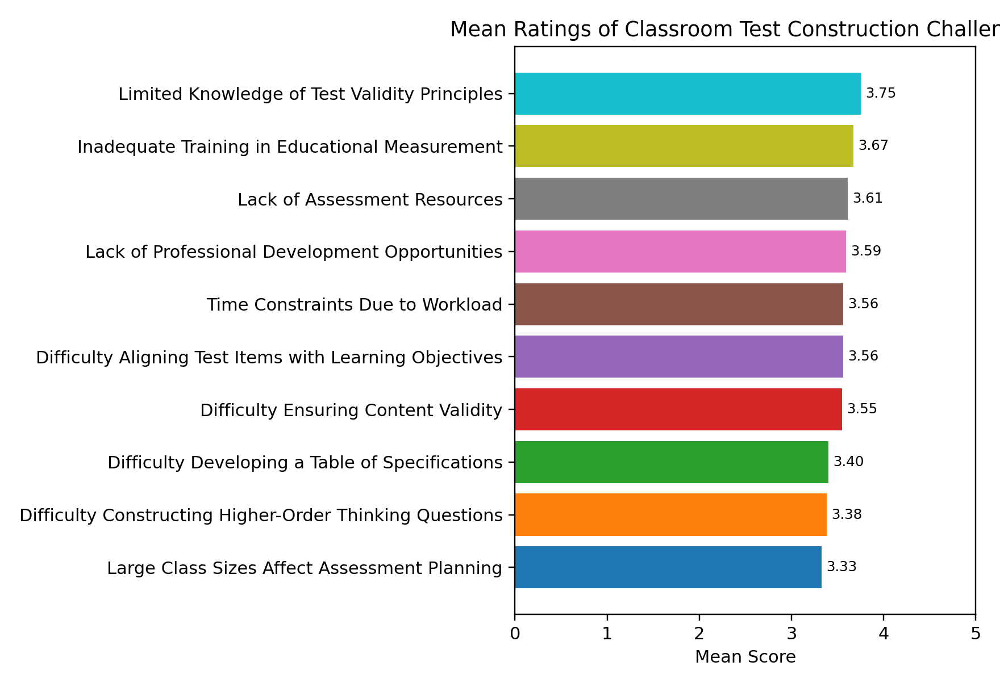 Mean Ratings of Classroom Test Construction Challen
Limited Knowledge of Test Validity Principles 3.75
Inadequate Training in Educational Measurement 3.67
Lack of Assessment Resources 3.61
Lack of Professional Development Opportunities 3.59
Time Constraints Due to Workload 3.56
Difficulty Aligning Test Items with Learning Objectives 3.56
Difficulty Ensuring Content Validity 3.55
Difficulty Developing a Table of Specifications 3.40
Difficulty Constructing Higher-Order Thinking Questions 3.38
Large Class Sizes Affect Assessment Planning 3.33
0 1 2 3 4 5
Mean Score